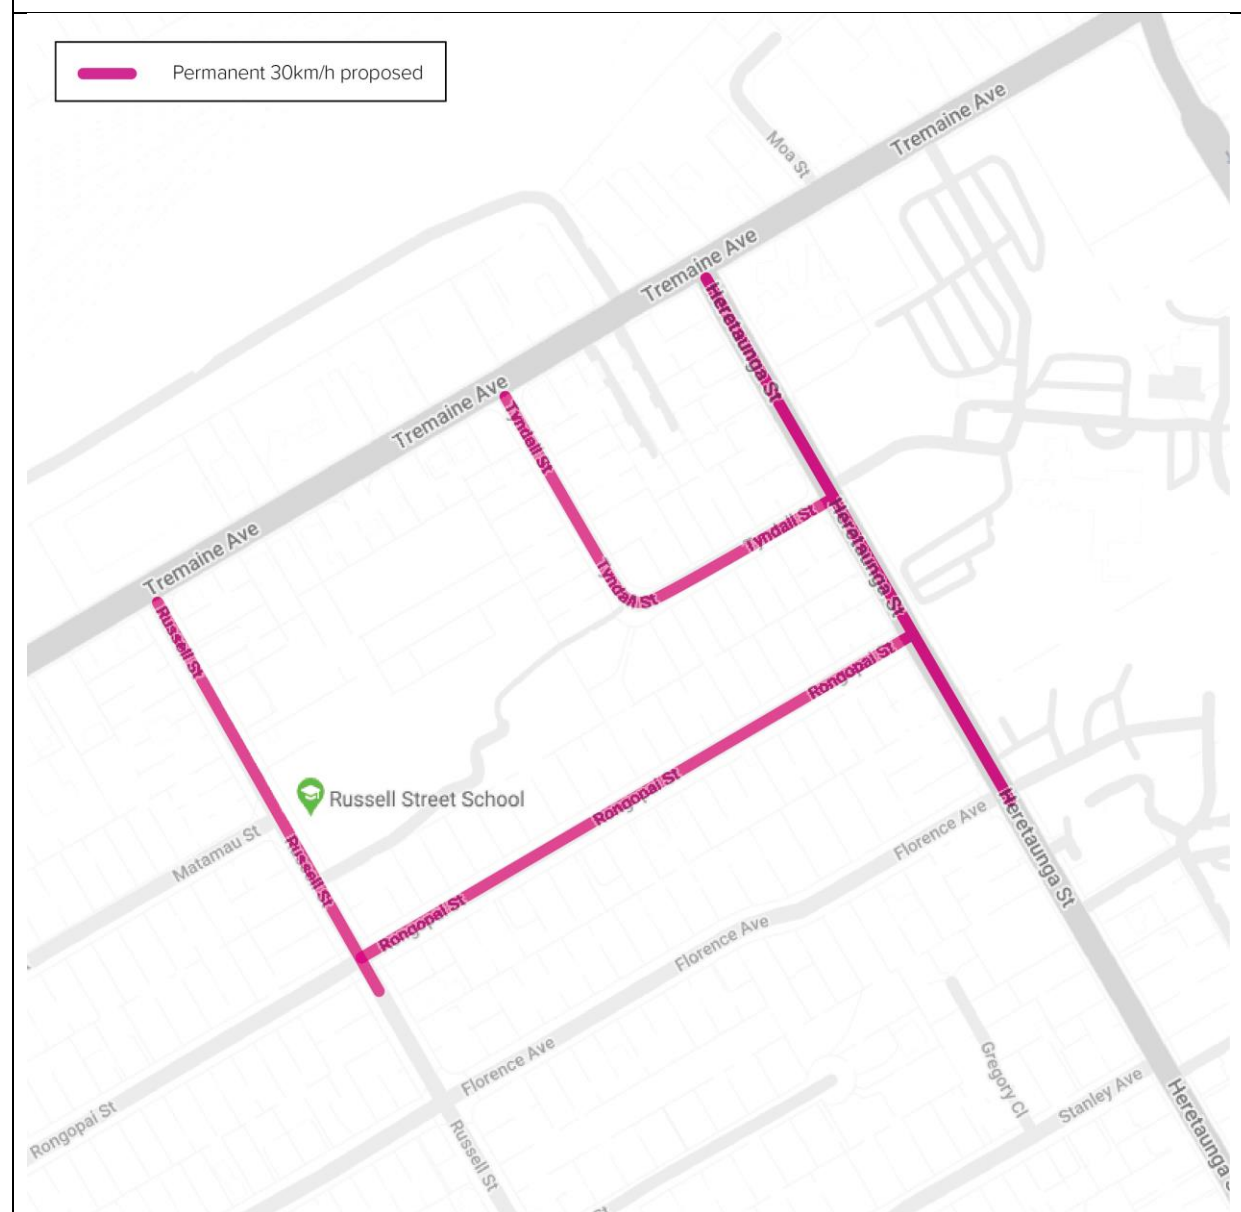 Permanent 30km/h proposed
Moa St
Tremaine Ave
Tremaine Ave
Heretaunga St
Tremaine Ave
Tyndall St
Tremaine Ave
Tyndall St
Heretaunga St
Tyndall St
Russell St
Rongopai St
Rongopai St
Russell Street School
Matamau St
Russell St
Florence Ave
Heretaunga St
Rongopai St
Florence Ave
Florence Ave
Gregory Cl
Stanley Ave
Rongopai St
Russell St
Heretaunga S
St